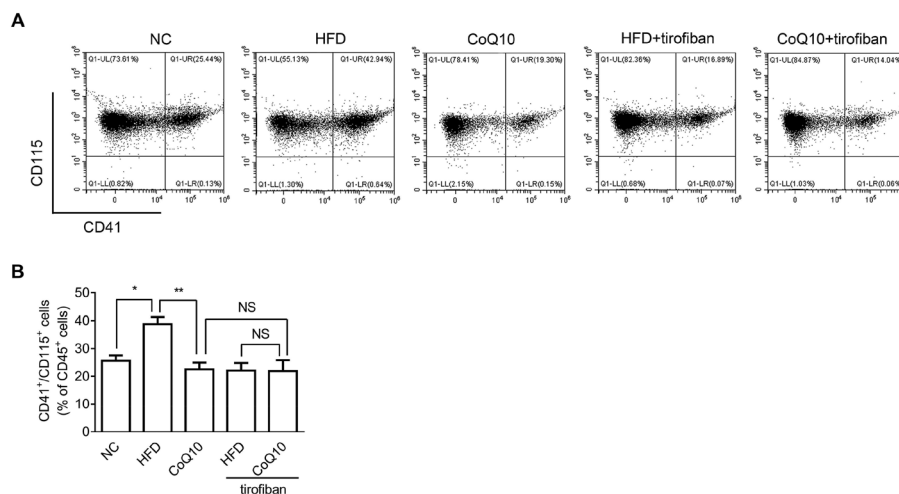 A
NC
HFD
CoQ10
HFD+tirofiban
CoQ10+tirofiban
Q1-UL(73.61%) Q1-UR(25.44%)
Q1-LL(0.82%) Q1-LR(0.13%)
Q1-UL(55.13%) Q1-UR(42.94%)
Q1-LL(1.30%) Q1-LR(0.64%)
Q1-UL(78.41%) Q1-UR(19.30%)
Q1-LL(2.15%) Q1-LR(0.15%)
Q1-UL(82.36%) Q1-UR(16.89%)
Q1-LL(0.68%) Q1-LR(0.07%)
Q1-UL(84.87%) Q1-UR(14.04%)
Q1-LL(1.03%) Q1-LR(0.06%)
0 10⁴ 10⁵ 10⁶
CD115
CD41
B
CD41⁺/CD115⁺ cells
(% of CD45⁺ cells)
50
40
30
20
10
0
* ** NS
NS
NC HFD CoQ10 HFD CoQ10
tirofiban